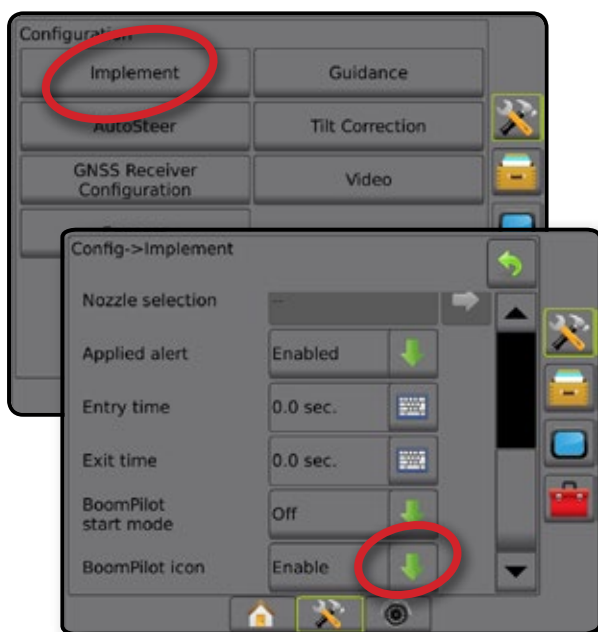 Configuration
Implement
Guidance
AutoSteer
Tilt Correction
GNSS Receiver
Configuration
Video
Config->Implement
Nozzle selection
--
Applied alert
Enabled
Entry time
0.0 sec.
Exit time
0.0 sec.
BoomPilot
start mode
Off
BoomPilot icon
Enable